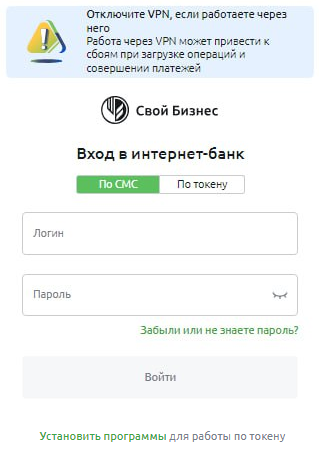 Отключите VPN, если работаете через
него
Работа через VPN может привести к
сбоям при загрузке операций и
совершении платежей
Свой Бизнес
Вход в интернет-банк
По СМС
По токену
Логин
Пароль
Забыли или не знаете пароль?
Войти
Установить программы для работы по токену